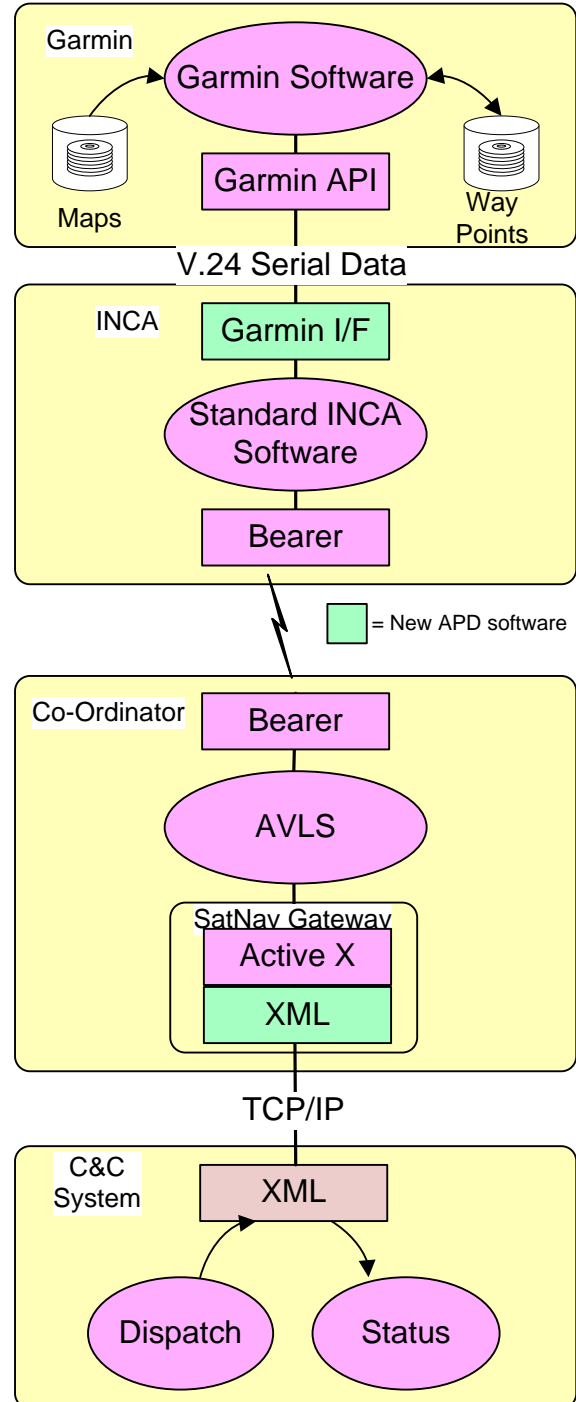 Garmin
Garmin Software
Maps
Way
Points
Garmin API
V.24 Serial Data
INCA
Garmin I/F
Standard INCA
Software
Bearer
= New APD software
Co-Ordinator
Bearer
AVLS
SatNav Gateway
Active X
XML
TCP/IP
C&C
System
XML
Dispatch
Status